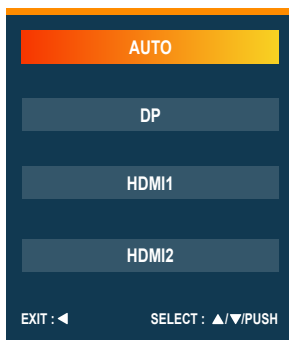 AUTO
DP
HDMI1
HDMI2
EXIT : ◀ SELECT : ▲/▼/PUSH